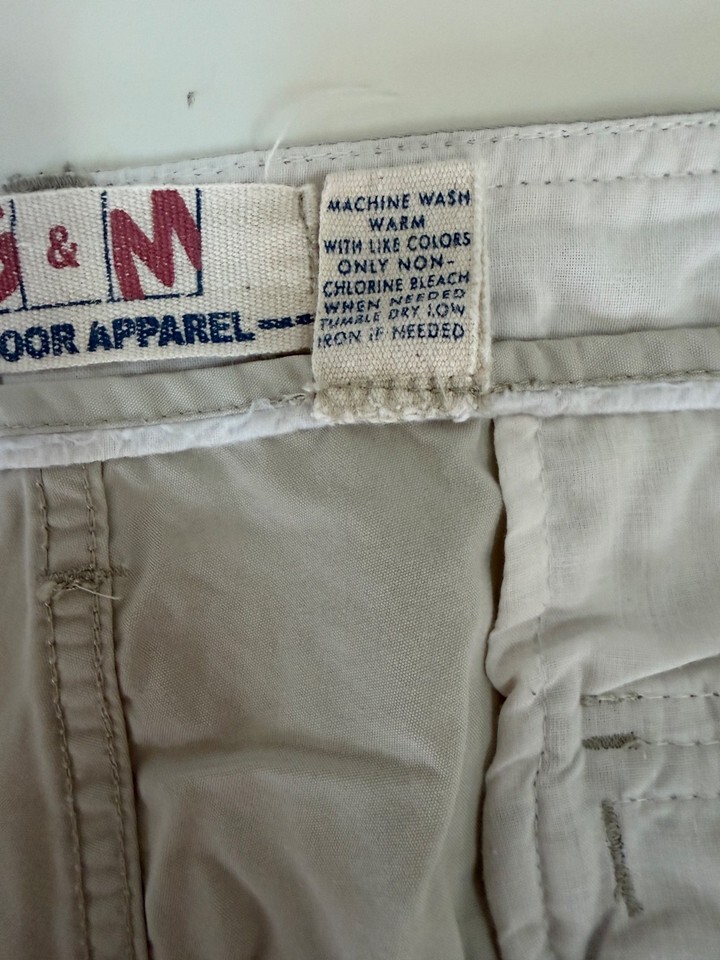 & M
OOR APPAREL
MACHINE WASH
WARM
WITH LIKE COLORS
ONLY NON-
CHLORINE BLEACH
WHEN NEEDED
TUMBLE DRY LOW
IRON IF NEEDED